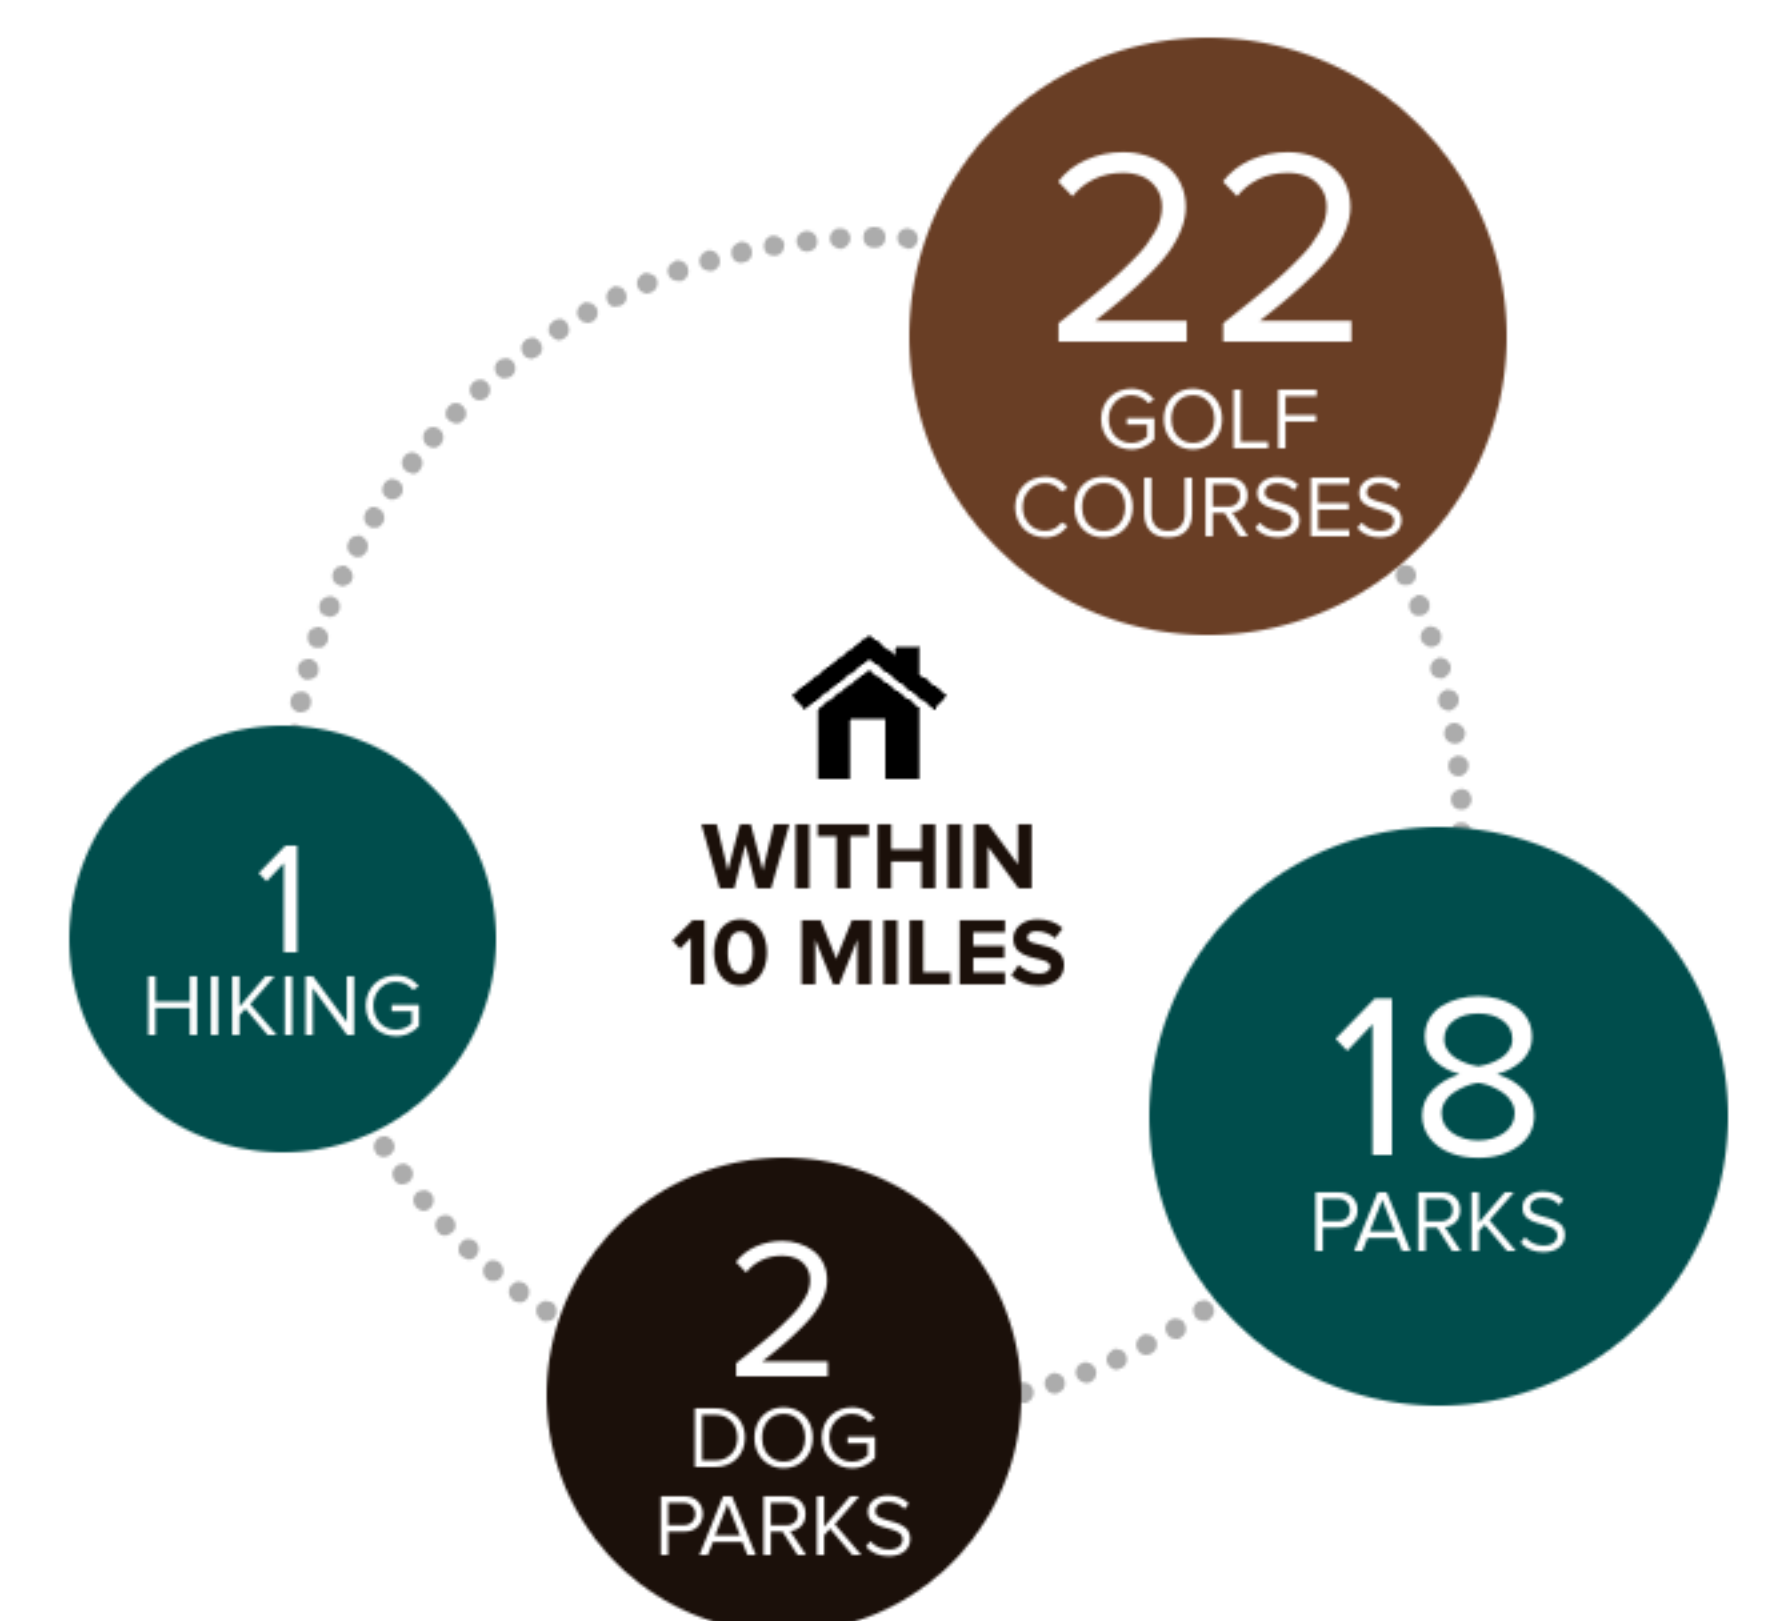 22
GOLF
COURSES
WITHIN
10 MILES
1
HIKING
18
PARKS
2
DOG
PARKS